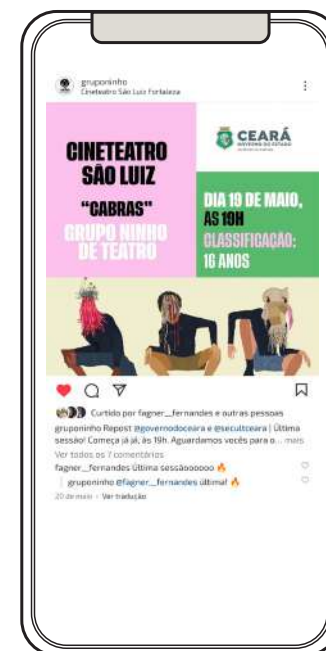 gruponinho
Cineteatro São Luiz Fortaleza
CINETEATRO
SÃO LUIZ
"CABRAS"
GRUPO NINHO
DE TEATRO
CEARÁ
GOVERNO DO ESTADO
DIA 19 DE MAIO,
AS 19H
CLASSIFICAÇÃO:
16 ANOS
Curtido por fagner__fernandes e outras pessoas
gruponinho Repost @governodoceara e @secultceara | Última
sessão! Começa já já, às 19h. Aguardamos vocês para o... mais
Ver todos os 7 comentários
fagner__fernandes Última sessãoooooo 🔥
gruponinho @fagner__fernandes última! 🔥
20 de maio · Ver tradução